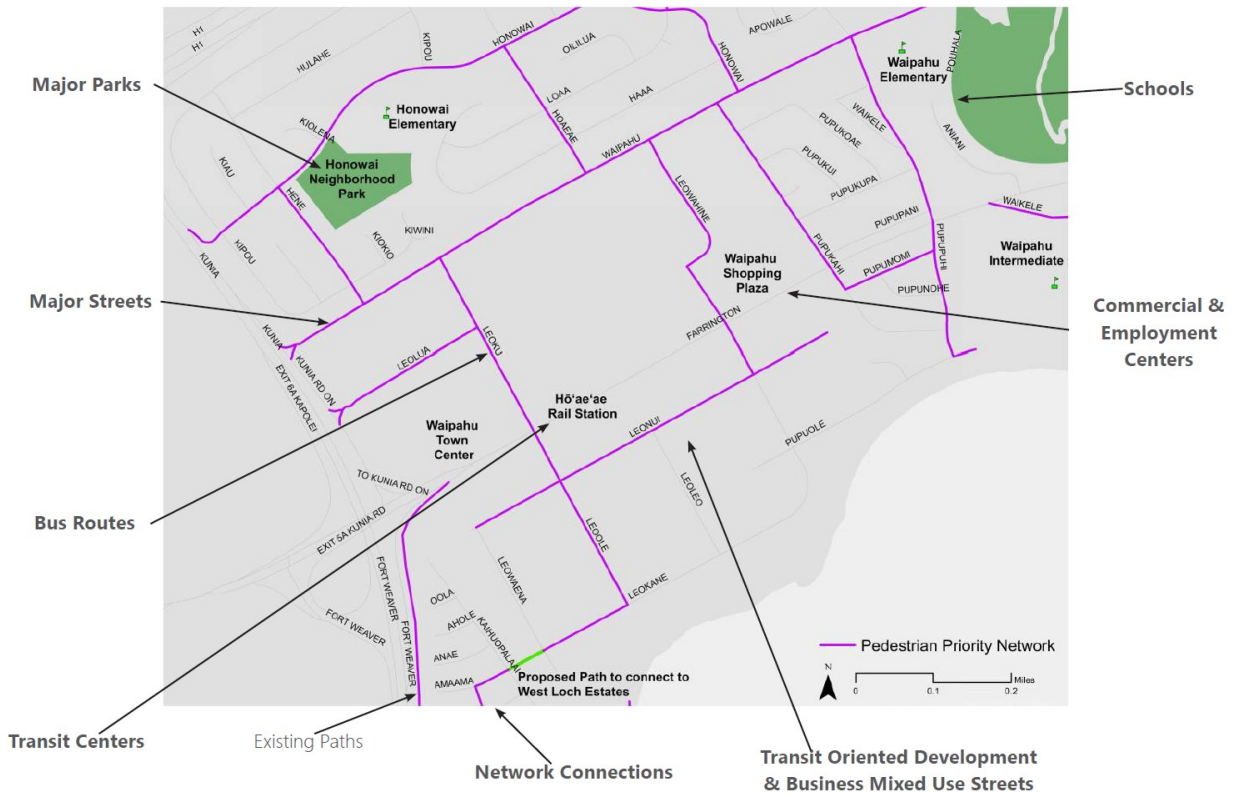 H1
H1
HULAHE
KIPOU
HONOWAI
OILILUA
HONOWAI
APOWALE
POUHALA
Waipahu
Elementary
Major Parks
Schools
LOAA
HAAA
Honowai
Elementary
HOAEAE
KIOLENA
WAIPAHU
WAIKELE
PUPUKOAE
ANIANI
KIAU
Honowai
Neighborhood
Park
PUPUKUI
HENE
LEOWAHINE
PUPUKUPA
KIOKIO
KIWINI
PUPUPANI
WAIKELE
KIPOU
KUNIA
PUPUKAHI
PUPUPUHI
Waipahu
Intermediate
Waipahu
Shopping
Plaza
PUPUMOMI
PUPUNOHE
Major Streets
Commercial &
Employment
Centers
KUNIA
LEOKU
FARRINGTON
LEOLUA
KUNIA RD ON
EXIT 6A KAPOLEI
Hō‘ae‘ae
Rail Station
Waipahu
Town
Center
LEONUI
PUPUOLE
TO KUNIA RD ON
LEOLEO
Bus Routes
EXIT 5A KUNIA RD
LEOOLE
LEOWAENA
LEOKANE
FORT WEAVER
OOLA
AHOLE
FORT WEAVER
FORT WEAVER
KAIHUOPALAAI
ANAE
AMAAMA
Proposed Path to connect to
West Loch Estates
Pedestrian Priority Network
N
Miles
0 0.1 0.2
Transit Centers
Existing Paths
Network Connections
Transit Oriented Development
& Business Mixed Use Streets